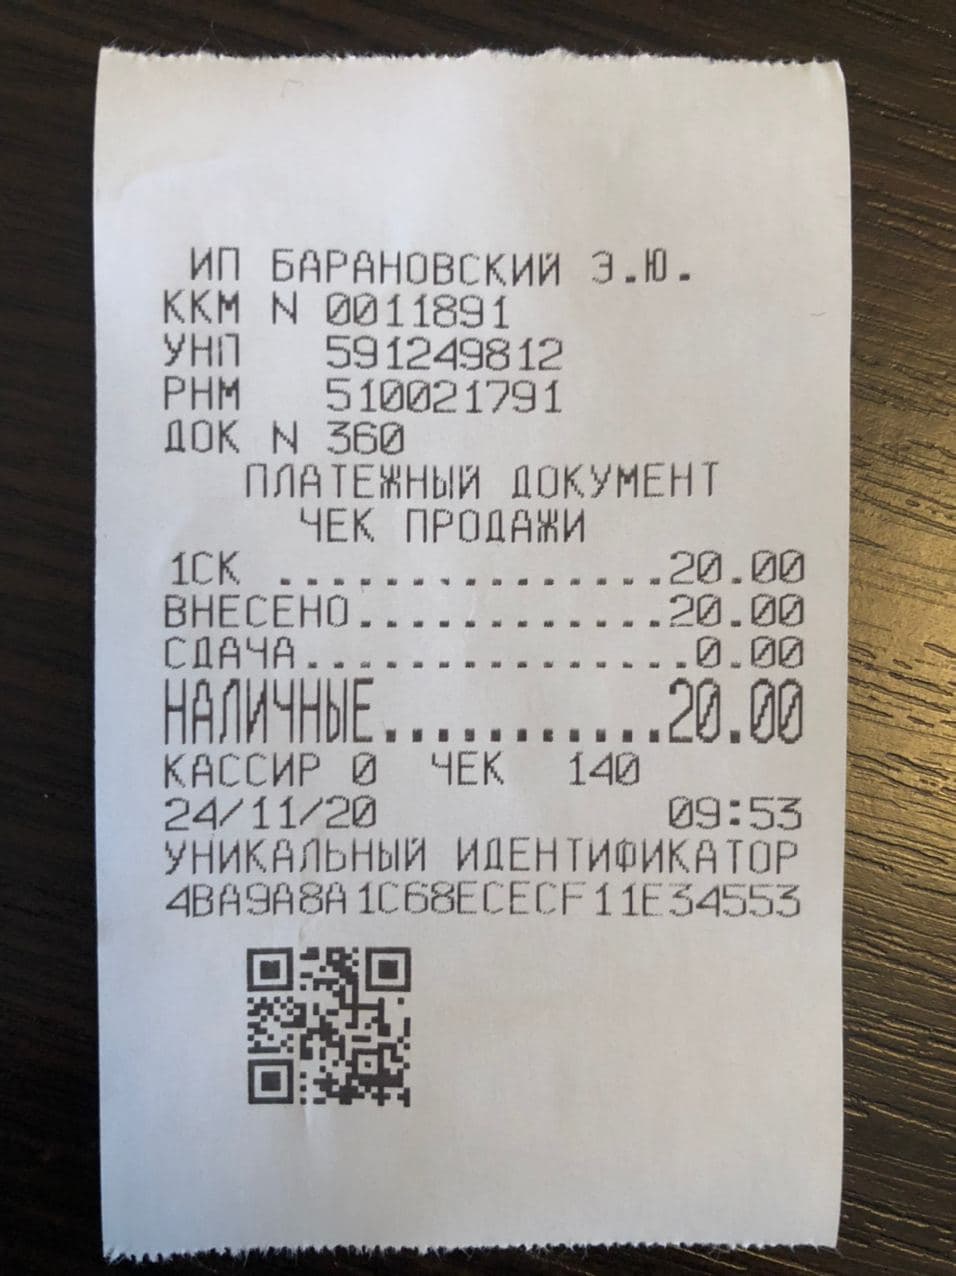 ИП БАРАНОВСКИЙ Э.Ю.
ККМ N 0011891
УНП 591249812
РНМ 510021791
ДОК N 360
ПЛАТЕЖНЫЙ ДОКУМЕНТ
ЧЕК ПРОДАЖИ
1СК ...............20.00
ВНЕСЕНО............20.00
СДАЧА...............0.00
НАЛИЧНЫЕ...........20.00
КАССИР 0 ЧЕК 140
24/11/20 09:53
УНИКАЛЬНЫЙ ИДЕНТИФИКАТОР
4BA9A8A1C68ECECF11E34553